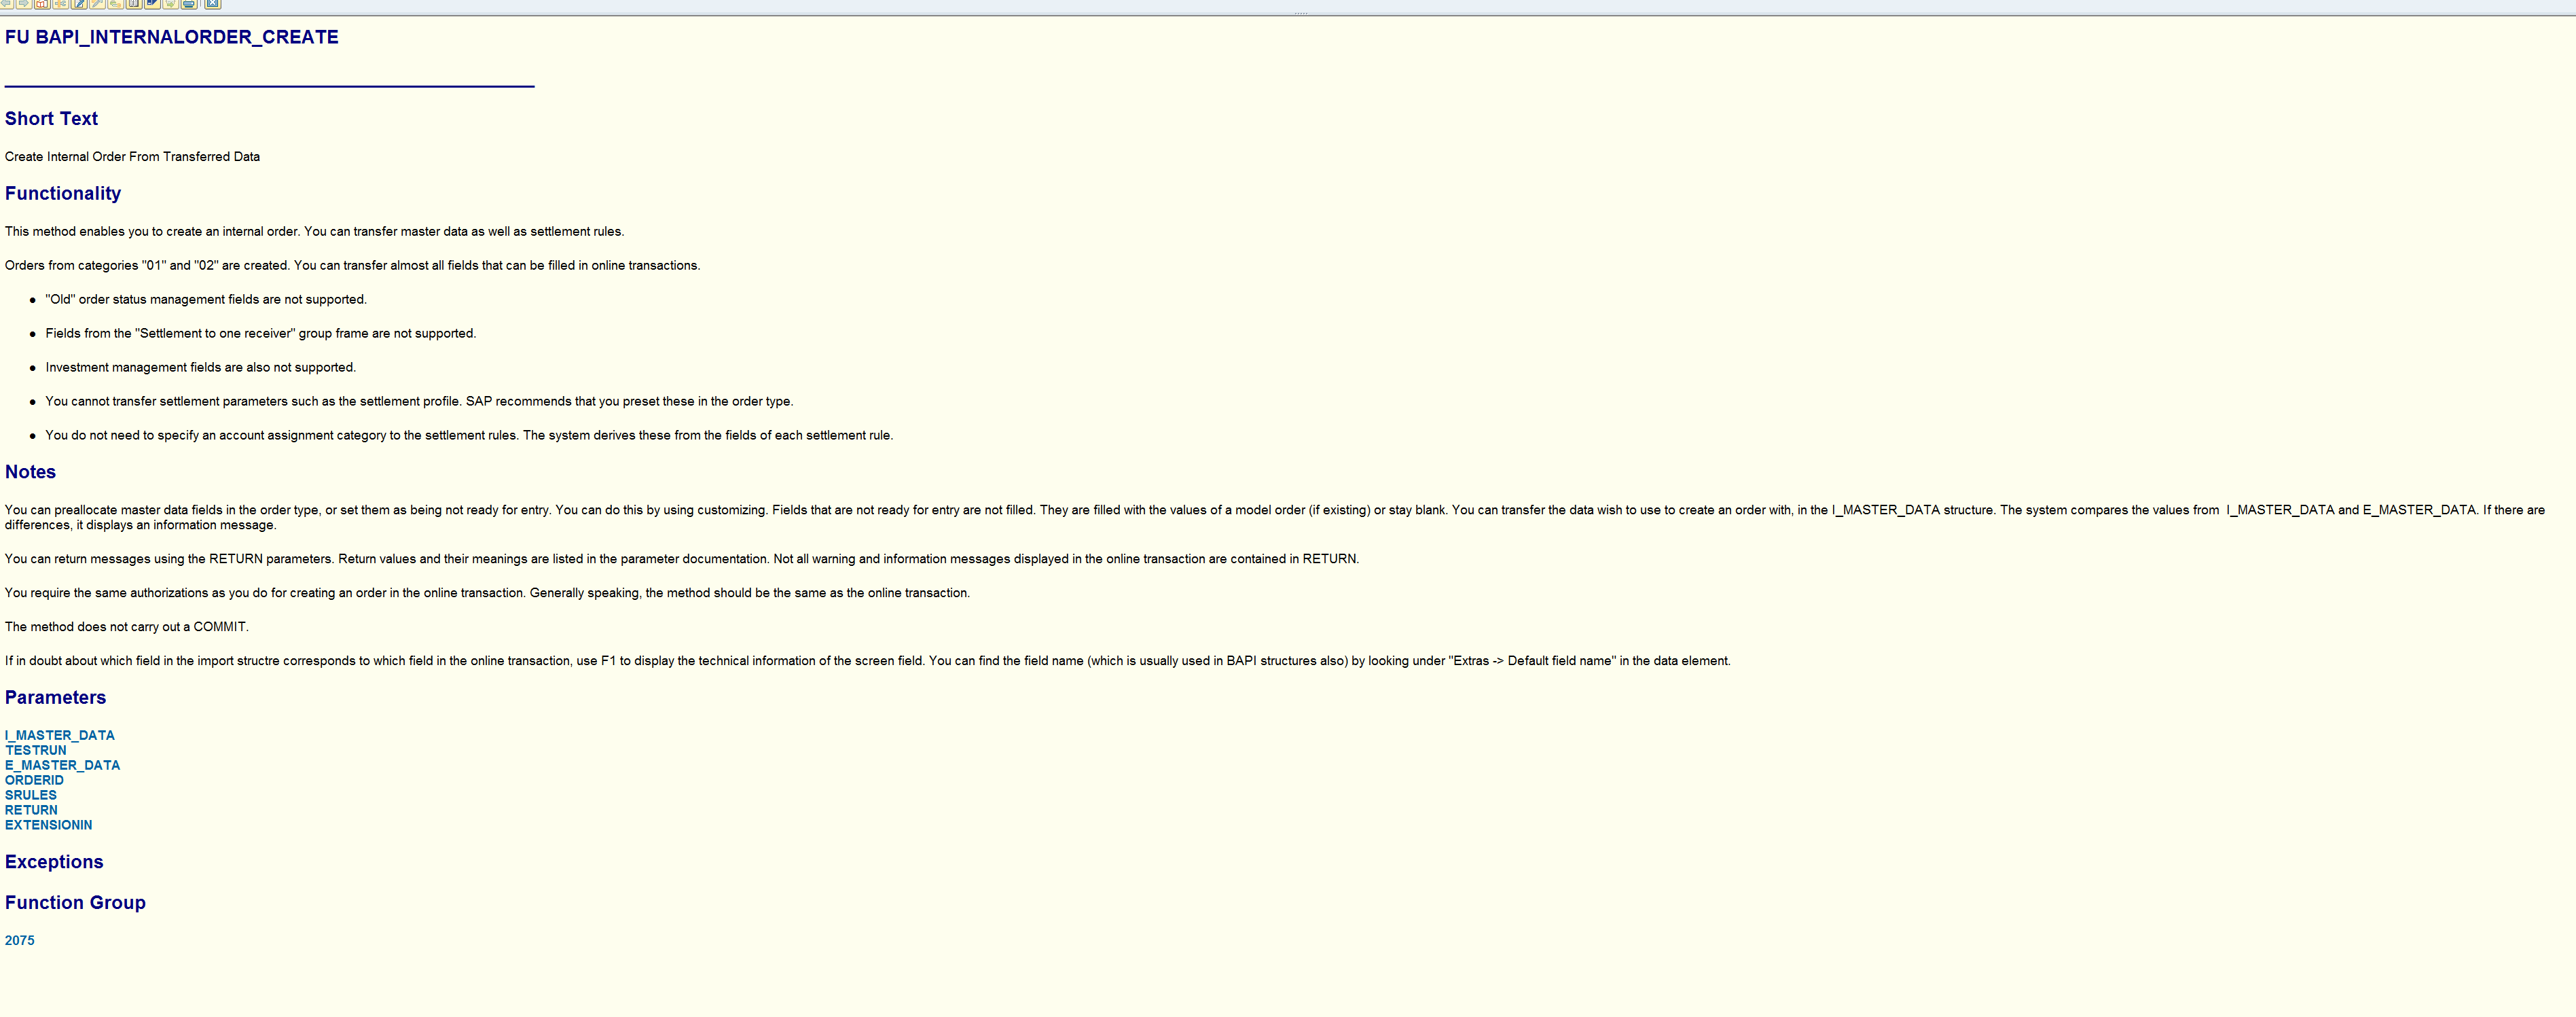 FU BAPI_INTERNALORDER_CREATE
Short Text
Create Internal Order From Transferred Data
Functionality
This method enables you to create an internal order. You can transfer master data as well as settlement rules.
Orders from categories "01" and "02" are created. You can transfer almost all fields that can be filled in online transactions.
● "Old" order status management fields are not supported.
● Fields from the "Settlement to one receiver" group frame are not supported.
● Investment management fields are also not supported.
● You cannot transfer settlement parameters such as the settlement profile. SAP recommends that you preset these in the order type.
● You do not need to specify an account assignment category to the settlement rules. The system derives these from the fields of each settlement rule.
Notes
You can preallocate master data fields in the order type, or set them as being not ready for entry. You can do this by using customizing. Fields that are not ready for entry are not filled. They are filled with the values of a model order (if existing) or stay blank. You can transfer the data wish to use to create an order with, in the I_MASTER_DATA structure. The system compares the values from  I_MASTER_DATA and E_MASTER_DATA. If there are
differences, it displays an information message.
You can return messages using the RETURN parameters. Return values and their meanings are listed in the parameter documentation. Not all warning and information messages displayed in the online transaction are contained in RETURN.
You require the same authorizations as you do for creating an order in the online transaction. Generally speaking, the method should be the same as the online transaction.
The method does not carry out a COMMIT.
If in doubt about which field in the import structre corresponds to which field in the online transaction, use F1 to display the technical information of the screen field. You can find the field name (which is usually used in BAPI structures also) by looking under "Extras -> Default field name" in the data element.
Parameters
I_MASTER_DATA
TESTRUN
E_MASTER_DATA
ORDERID
SRULES
RETURN
EXTENSIONIN
Exceptions
Function Group
2075